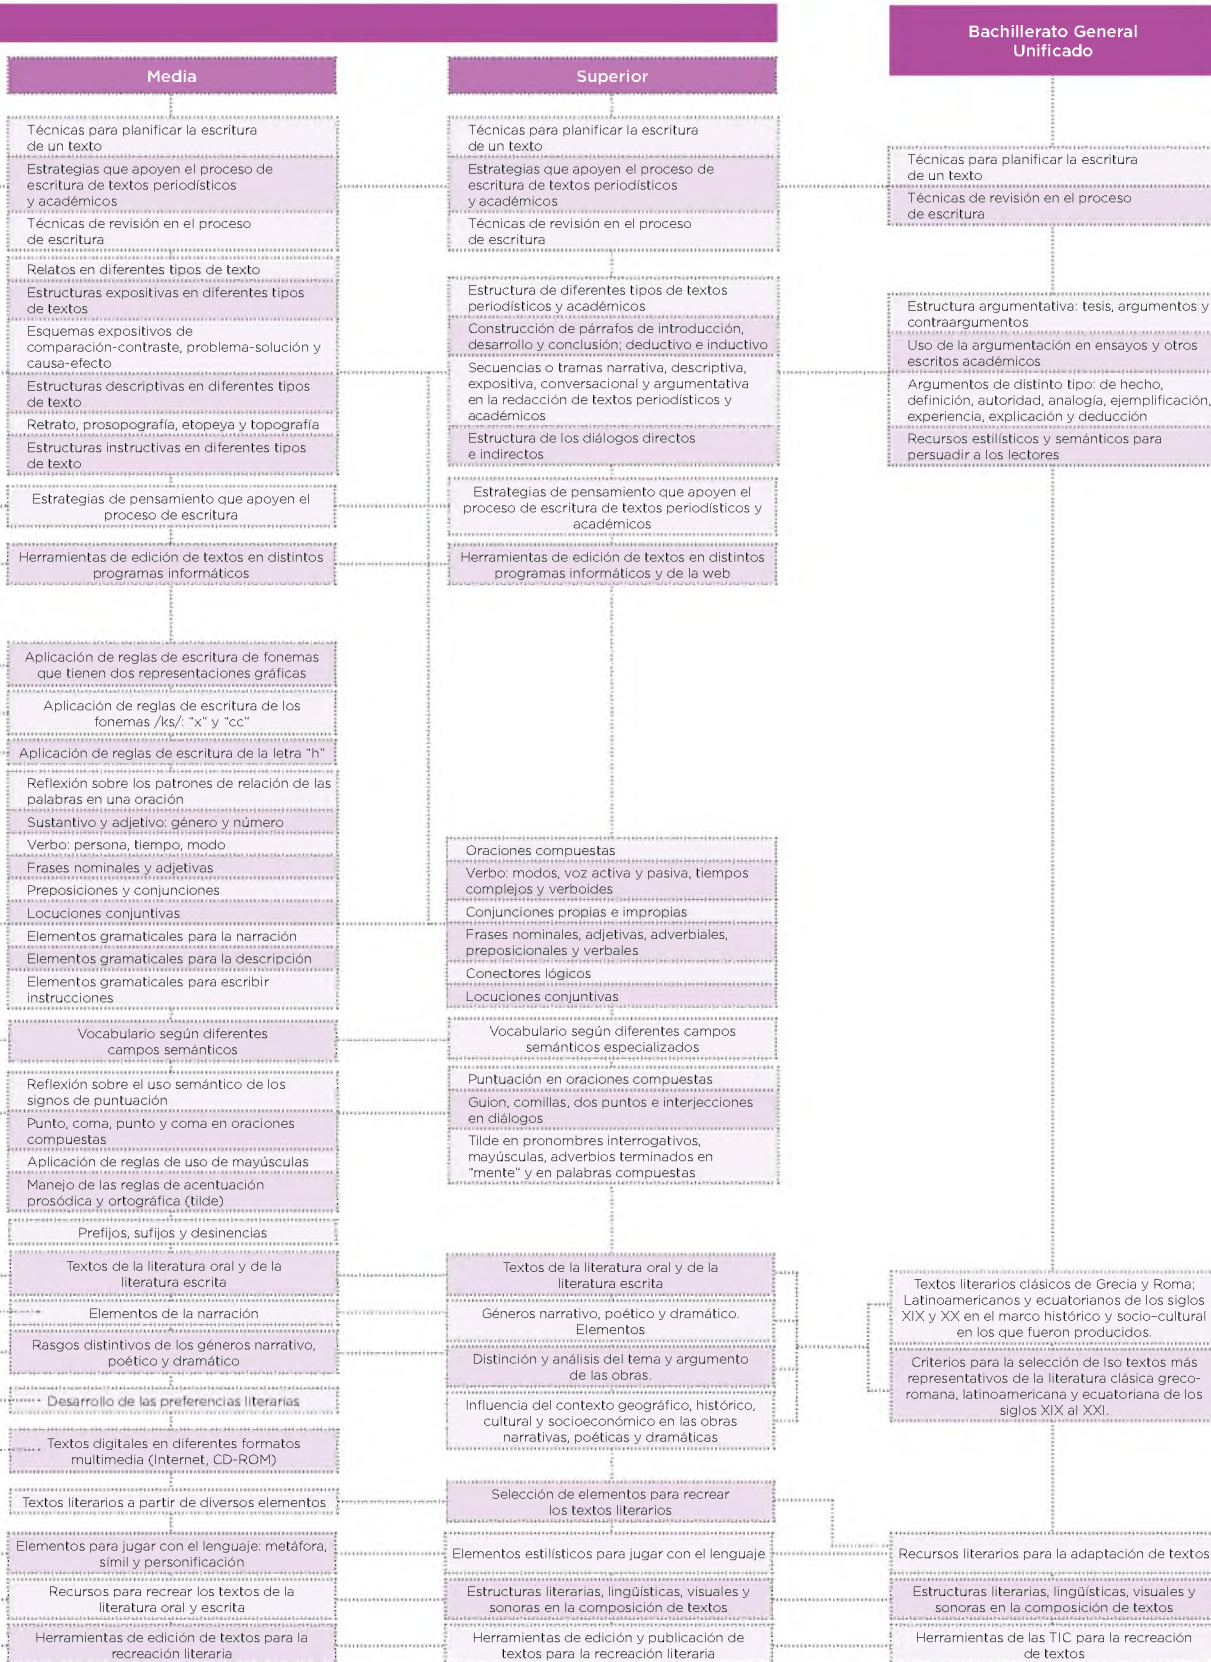 Media
Técnicas para planificar la escritura
de un texto
Estrategias que apoyen el proceso de
escritura de textos periodísticos
y académicos
Técnicas de revisión en el proceso
de escritura
Relatos en diferentes tipos de texto
Estructuras expositivas en diferentes tipos
de textos
Esquemas expositivos de
comparación-contraste, problema-solución y
causa-efecto
Estructuras descriptivas en diferentes tipos
de texto
Retrato, prosopografía, etopeya y topografía
Estructuras instructivas en diferentes tipos
de texto
Estrategias de pensamiento que apoyen el
proceso de escritura
Herramientas de edición de textos en distintos
programas informáticos
Aplicación de reglas de escritura de fonemas
que tienen dos representaciones gráficas
Aplicación de reglas de escritura de los
fonemas /ks/: "x" y "cc"
Aplicación de reglas de escritura de la letra "h"
Reflexión sobre los patrones de relación de las
palabras en una oración
Sustantivo y adjetivo: género y número
Verbo: persona, tiempo, modo
Frases nominales y adjetivas
Preposiciones y conjunciones
Locuciones conjuntivas
Elementos gramaticales para la narración
Elementos gramaticales para la descripción
Elementos gramaticales para escribir
instrucciones
Vocabulario según diferentes
campos semánticos
Reflexión sobre el uso semántico de los
signos de puntuación
Punto, coma, punto y coma en oraciones
compuestas
Aplicación de reglas de uso de mayúsculas
Manejo de las reglas de acentuación
prosódica y ortográfica (tilde)
Prefijos, sufijos y desinencias
Textos de la literatura oral y de la
literatura escrita
Elementos de la narración
Rasgos distintivos de los géneros narrativo,
poético y dramático
Desarrollo de las preferencias literarias
Textos digitales en diferentes formatos
multimedia (Internet, CD-ROM)
Textos literarios a partir de diversos elementos
Elementos para jugar con el lenguaje: metáfora,
símil y personificación
Recursos para recrear los textos de la
literatura oral y escrita
Herramientas de edición de textos para la
recreación literaria
Superior
Técnicas para planificar la escritura
de un texto
Estrategias que apoyen el proceso de
escritura de textos periodísticos
y académicos
Técnicas de revisión en el proceso
de escritura
Estructura de diferentes tipos de textos
periodísticos y académicos
Construcción de párrafos de introducción,
desarrollo y conclusión; deductivo e inductivo
Secuencias o tramas narrativa, descriptiva,
expositiva, conversacional y argumentativa
en la redacción de textos periodísticos y
académicos
Estructura de los diálogos directos
e indirectos
Estrategias de pensamiento que apoyen el
proceso de escritura de textos periodísticos y
académicos
Herramientas de edición de textos en distintos
programas informáticos y de la web
Oraciones compuestas
Verbo: modos, voz activa y pasiva, tiempos
complejos y verboides
Conjunciones propias e impropias
Frases nominales, adjetivas, adverbiales,
preposicionales y verbales
Conectores lógicos
Locuciones conjuntivas
Vocabulario según diferentes campos
semánticos especializados
Puntuación en oraciones compuestas
Guion, comillas, dos puntos e interjecciones
en diálogos
Tilde en pronombres interrogativos,
mayúsculas, adverbios terminados en
"mente" y en palabras compuestas
Textos de la literatura oral y de la
literatura escrita
Géneros narrativo, poético y dramático.
Elementos
Distinción y análisis del tema y argumento
de las obras.
Influencia del contexto geográfico, histórico,
cultural y socioeconómico en las obras
narrativas, poéticas y dramáticas
Selección de elementos para recrear
los textos literarios
Elementos estilísticos para jugar con el lenguaje
Estructuras literarias, lingüísticas, visuales y
sonoras en la composición de textos
Herramientas de edición y publicación de
textos para la recreación literaria
Bachillerato General
Unificado
Técnicas para planificar la escritura
de un texto
Técnicas de revisión en el proceso
de escritura
Estructura argumentativa: tesis, argumentos y
contraargumentos
Uso de la argumentación en ensayos y otros
escritos académicos
Argumentos de distinto tipo: de hecho,
definición, autoridad, analogía, ejemplificación,
experiencia, explicación y deducción
Recursos estilísticos y semánticos para
persuadir a los lectores
Textos literarios clásicos de Grecia y Roma;
Latinoamericanos y ecuatorianos de los siglos
XIX y XX en el marco histórico y socio-cultural
en los que fueron producidos.
Criterios para la selección de lso textos más
representativos de la literatura clásica greco-
romana, latinoamericana y ecuatoriana de los
siglos XIX al XXI.
Recursos literarios para la adaptación de textos
Estructuras literarias, lingüísticas, visuales y
sonoras en la composición de textos
Herramientas de las TIC para la recreación
de textos